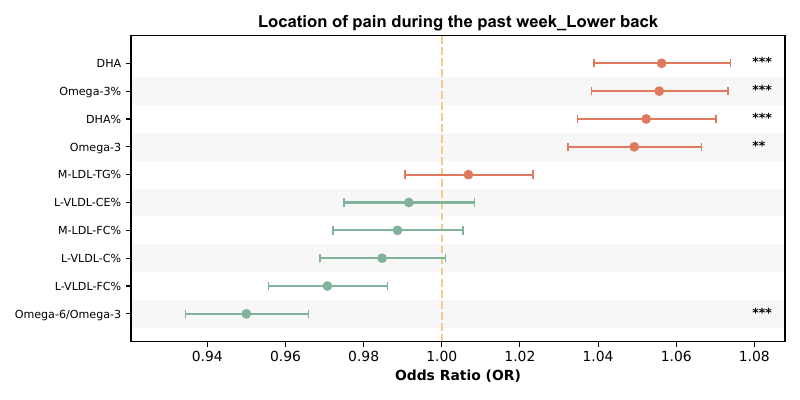 Location of pain during the past week_Lower back
DHA ***
Omega-3% ***
DHA% ***
Omega-3 **
M-LDL-TG%
L-VLDL-CE%
M-LDL-FC%
L-VLDL-C%
L-VLDL-FC%
Omega-6/Omega-3 ***
0.94 0.96 0.98 1.00 1.02 1.04 1.06 1.08
Odds Ratio (OR)